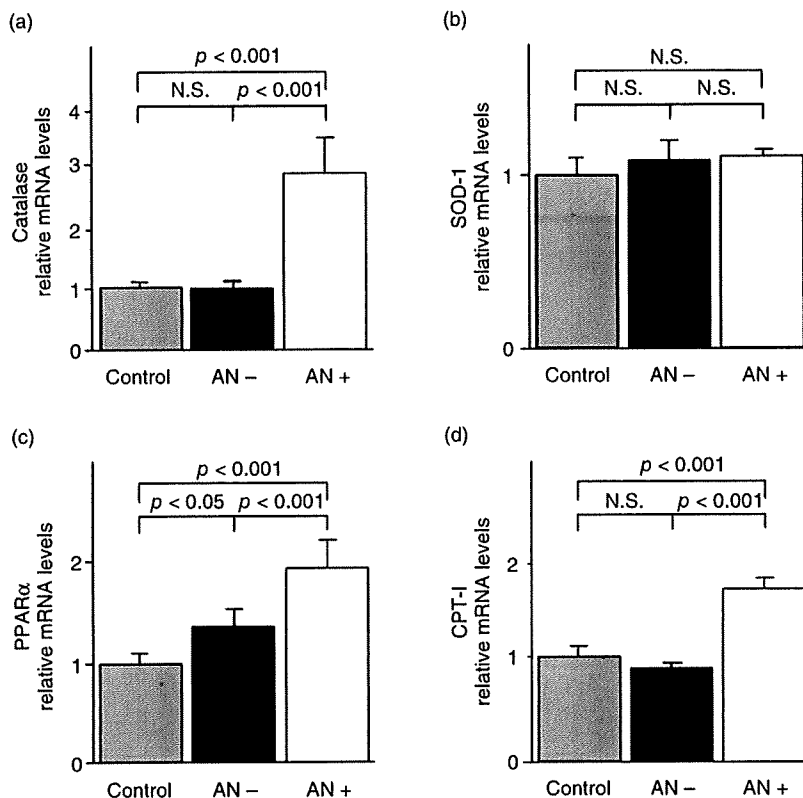 (a)
Catalase
relative mRNA levels
4
3
2
1
0
p < 0.001
N.S.
p < 0.001
Control
AN –
AN +
(b)
SOD-1
relative mRNA levels
1
0
N.S.
N.S.
N.S.
Control
AN –
AN +
(c)
PPARα
relative mRNA levels
2
1
0
p < 0.001
p < 0.05
p < 0.001
Control
AN –
AN +
(d)
CPT-I
relative mRNA levels
2
1
0
p < 0.001
N.S.
p < 0.001
Control
AN –
AN +